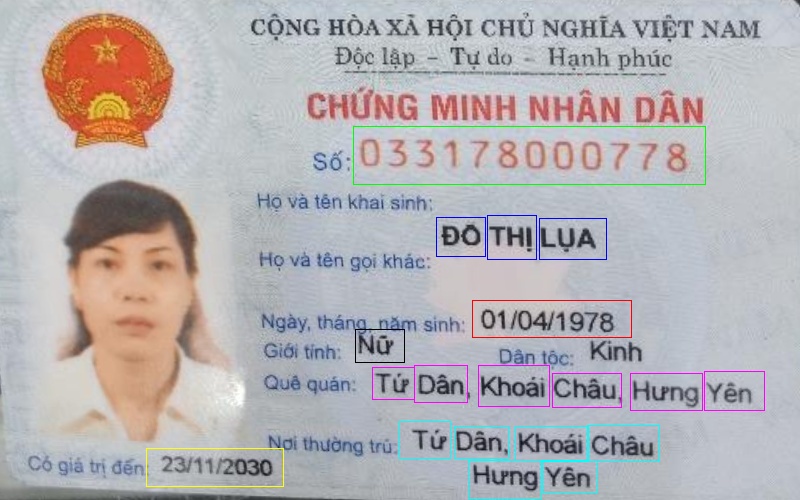 CỘNG HÒA XÃ HỘI CHỦ NGHĨA VIỆT NAM
Độc lập - Tự do - Hạnh phúc
CHỨNG MINH NHÂN DÂN
Số: 033178000778
Họ và tên khai sinh:
ĐỖ THỊ LỤA
Họ và tên gọi khác:
Ngày, tháng, năm sinh: 01/04/1978
Giới tính: Nữ Dân tộc: Kinh
Quê quán: Tứ Dân, Khoái Châu, Hưng Yên
Nơi thường trú: Tứ Dân, Khoái Châu
Hưng Yên
Có giá trị đến: 23/11/2030